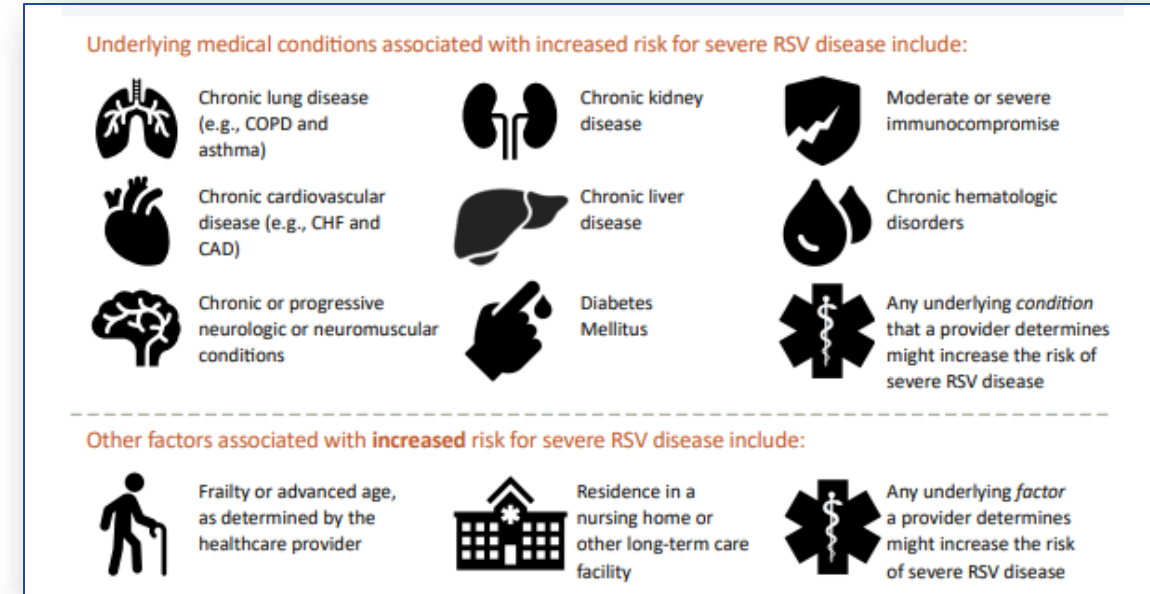 Underlying medical conditions associated with increased risk for severe RSV disease include:
Chronic lung disease
(e.g., COPD and
asthma)
Chronic kidney
disease
Moderate or severe
immunocompromise
Chronic cardiovascular
disease (e.g., CHF and
CAD)
Chronic liver
disease
Chronic hematologic
disorders
Chronic or progressive
neurologic or neuromuscular
conditions
Diabetes
Mellitus
Any underlying condition
that a provider determines
might increase the risk of
severe RSV disease
Other factors associated with increased risk for severe RSV disease include:
Frailty or advanced age,
as determined by the
healthcare provider
Residence in a
nursing home or
other long-term care
facility
Any underlying factor
a provider determines
might increase the risk
of severe RSV disease